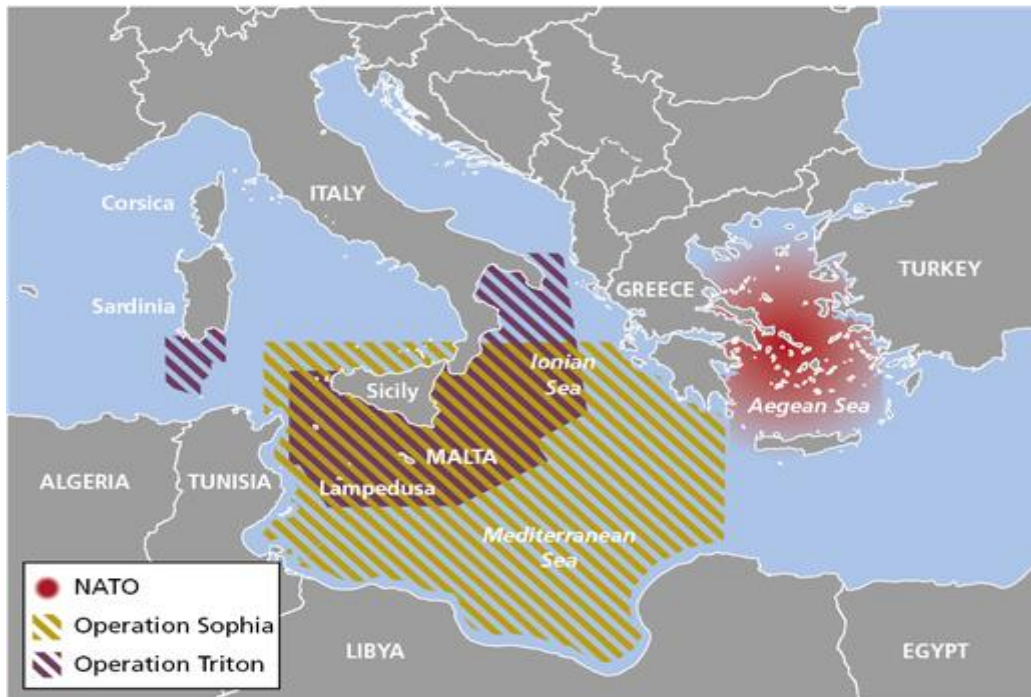 ITALY
Corsica
Sardinia
GREECE
TURKEY
Ionian
Sea
Sicily
Aegean Sea
MALTA
ALGERIA
TUNISIA
Lampedusa
Mediterranean
Sea
NATO
Operation Sophia
Operation Triton
LIBYA
EGYPT